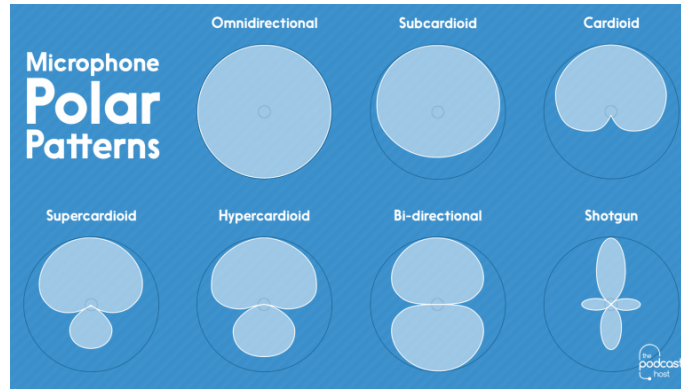 Microphone
Polar
Patterns
Omnidirectional
Subcardioid
Cardioid
Supercardioid
Hypercardioid
Bi-directional
Shotgun
the
podcast
host